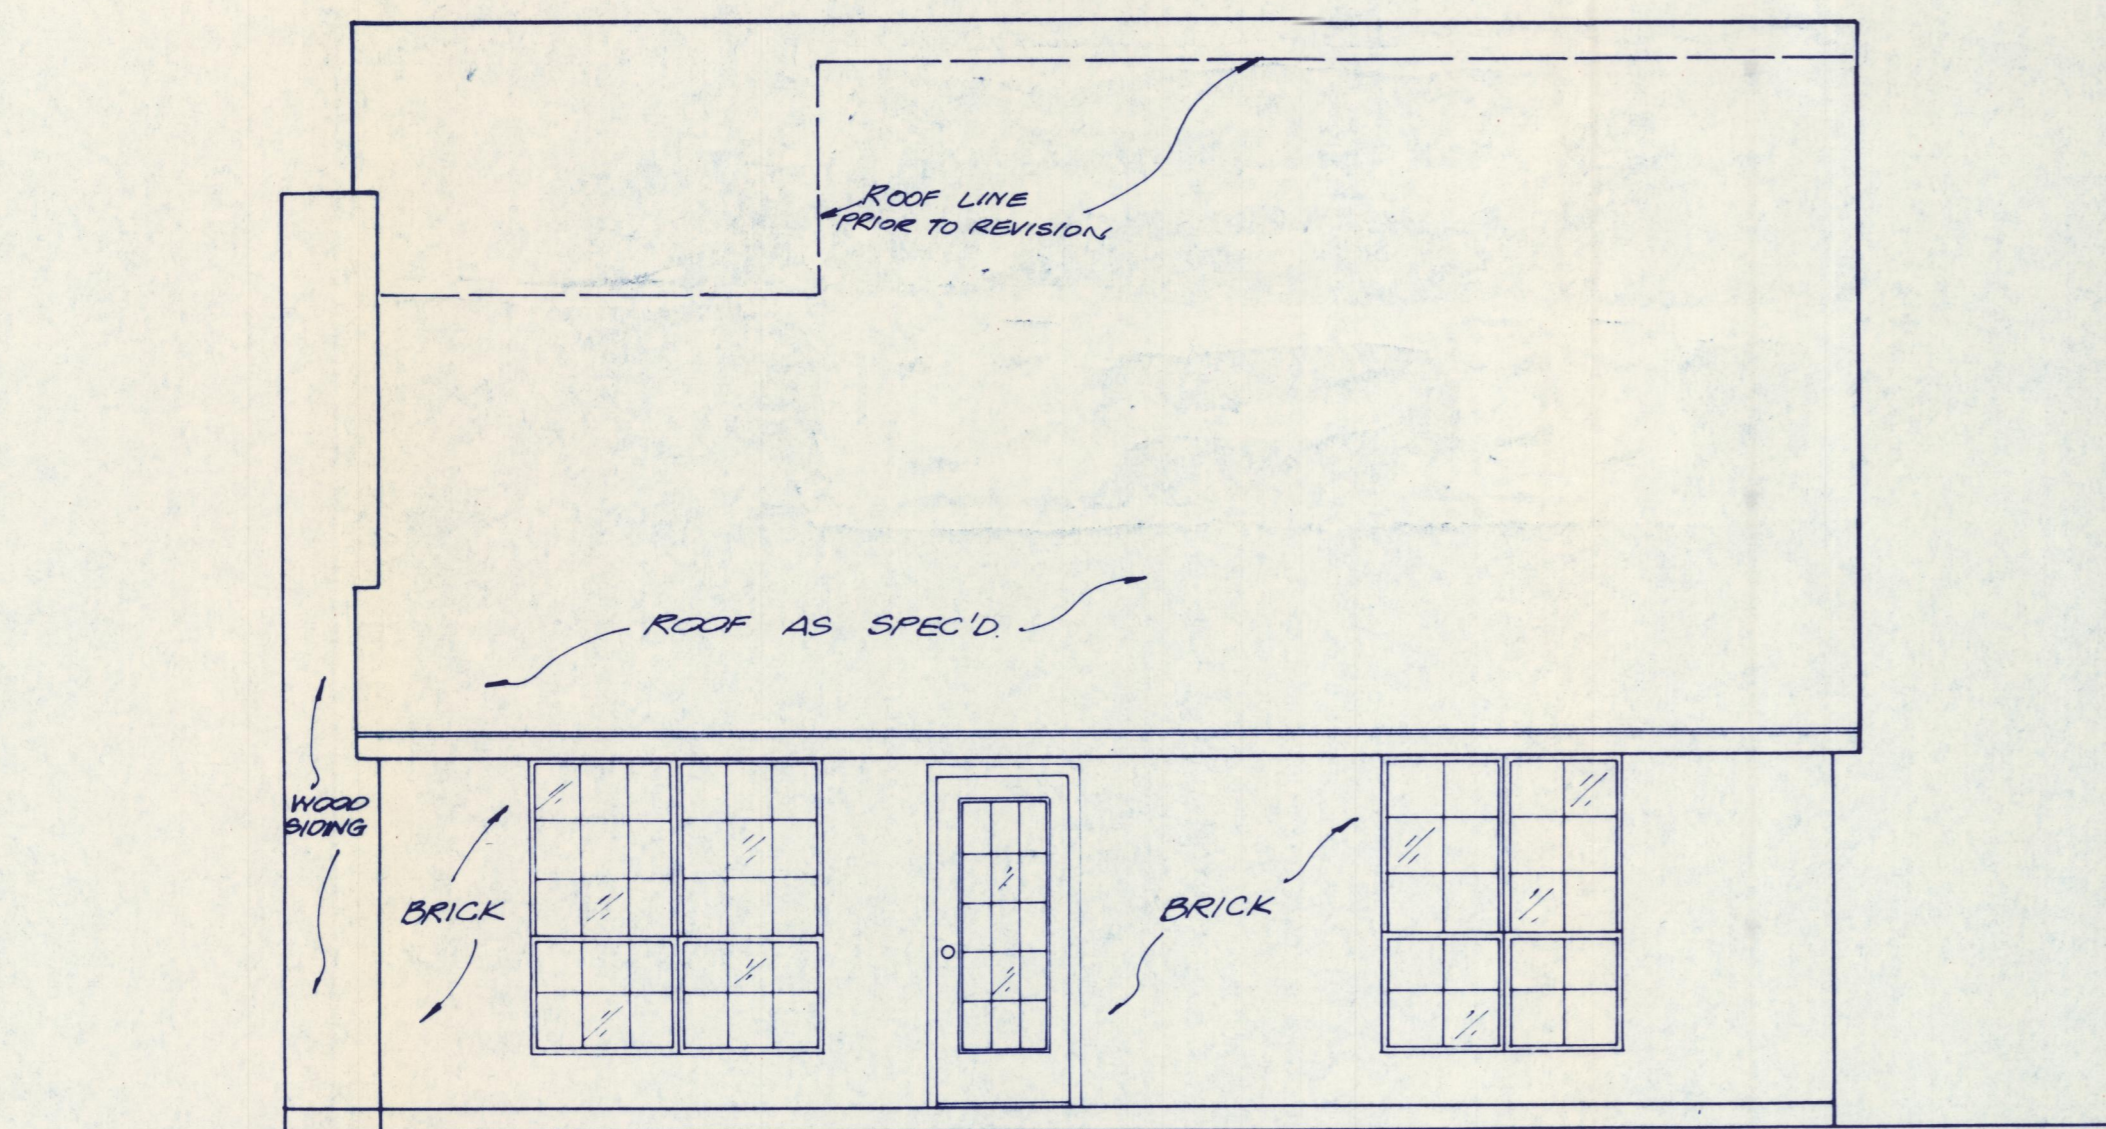 ROOF LINE
PRIOR TO REVISION
ROOF AS SPEC'D.
WOOD
SIDING
BRICK
BRICK